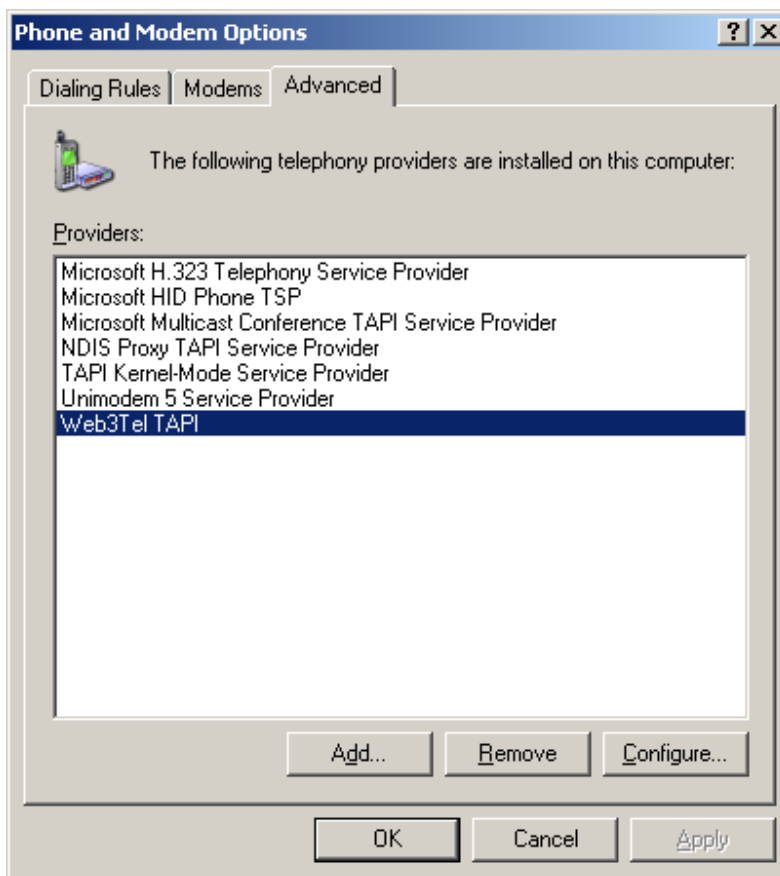 Phone and Modem Options
Dialing Rules Modems Advanced
The following telephony providers are installed on this computer:
Providers:
Microsoft H.323 Telephony Service Provider
Microsoft HID Phone TSP
Microsoft Multicast Conference TAPI Service Provider
NDIS Proxy TAPI Service Provider
TAPI Kernel-Mode Service Provider
Unimodem 5 Service Provider
Web3Tel TAPI
Add... Remove Configure...
OK Cancel Apply